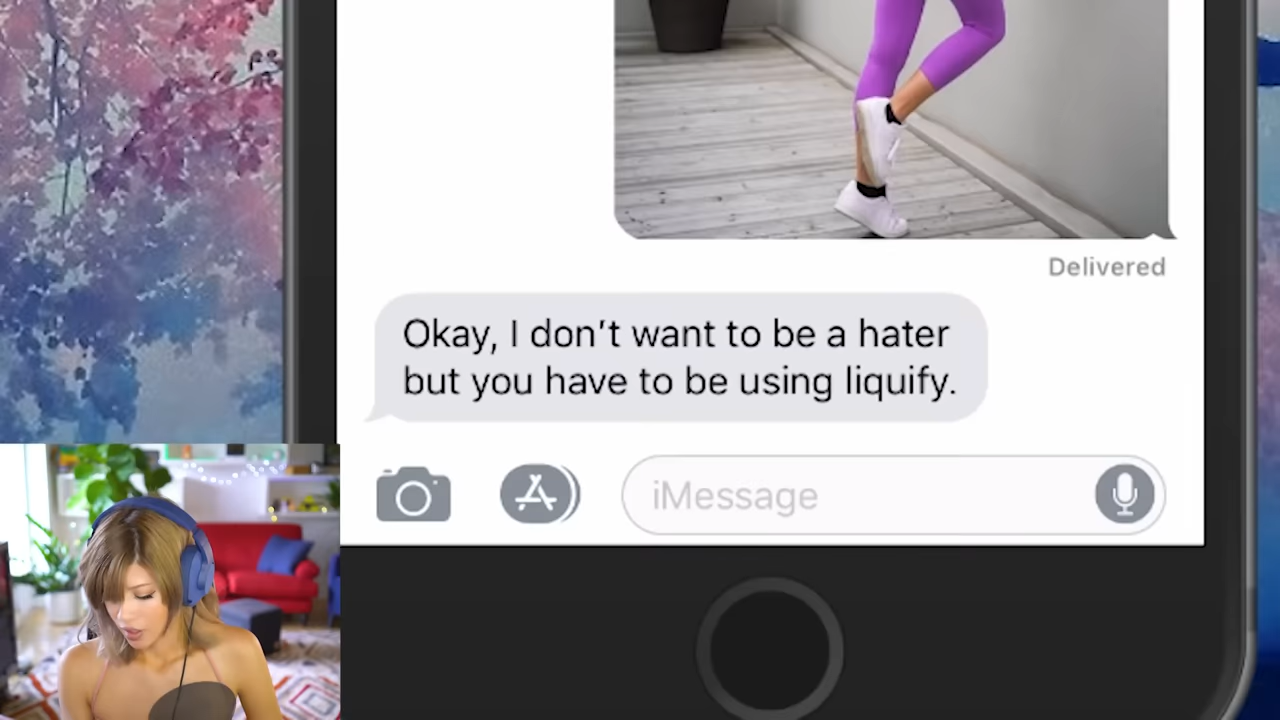 Delivered
Okay, I don’t want to be a hater
but you have to be using liquify.
iMessage